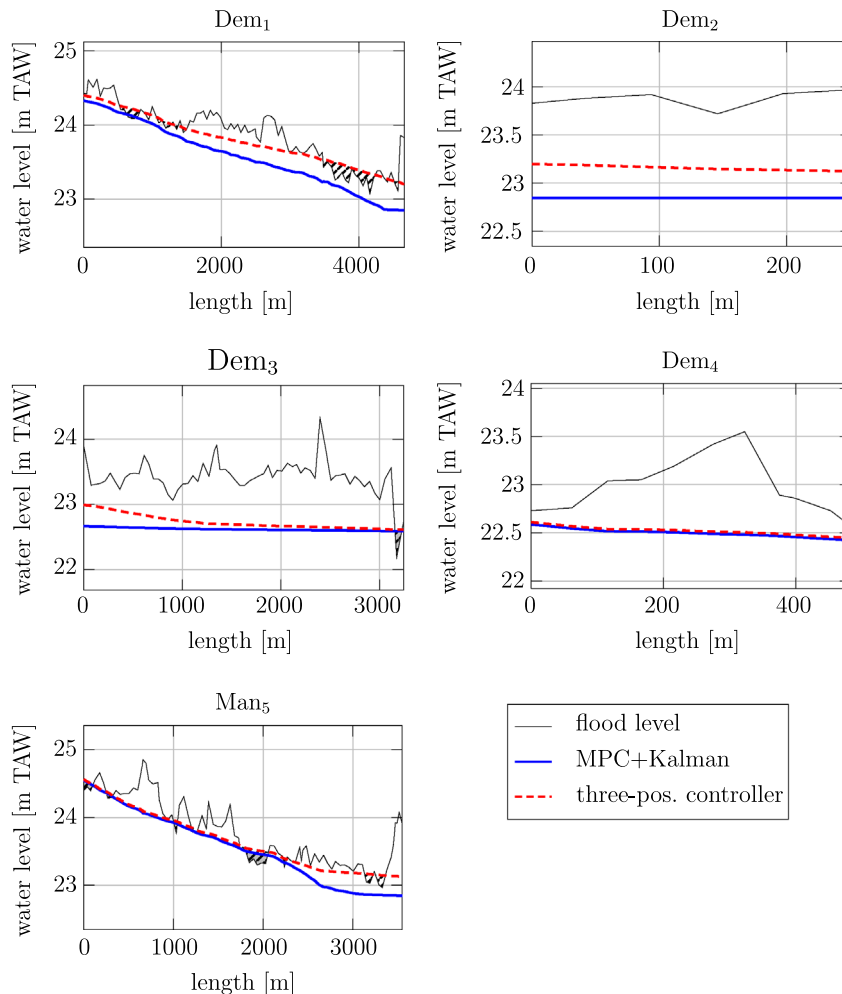 Dem1
water level [m TAW]
25
24
23
0
2000
4000
length [m]
Dem2
water level [m TAW]
24
23.5
23
22.5
0
100
200
length [m]
Dem3
water level [m TAW]
24
23
22
0
1000
2000
3000
length [m]
Dem4
water level [m TAW]
24
23.5
23
22.5
22
0
200
400
length [m]
Man5
water level [m TAW]
25
24
23
0
1000
2000
3000
length [m]
flood level
MPC+Kalman
three-pos. controller